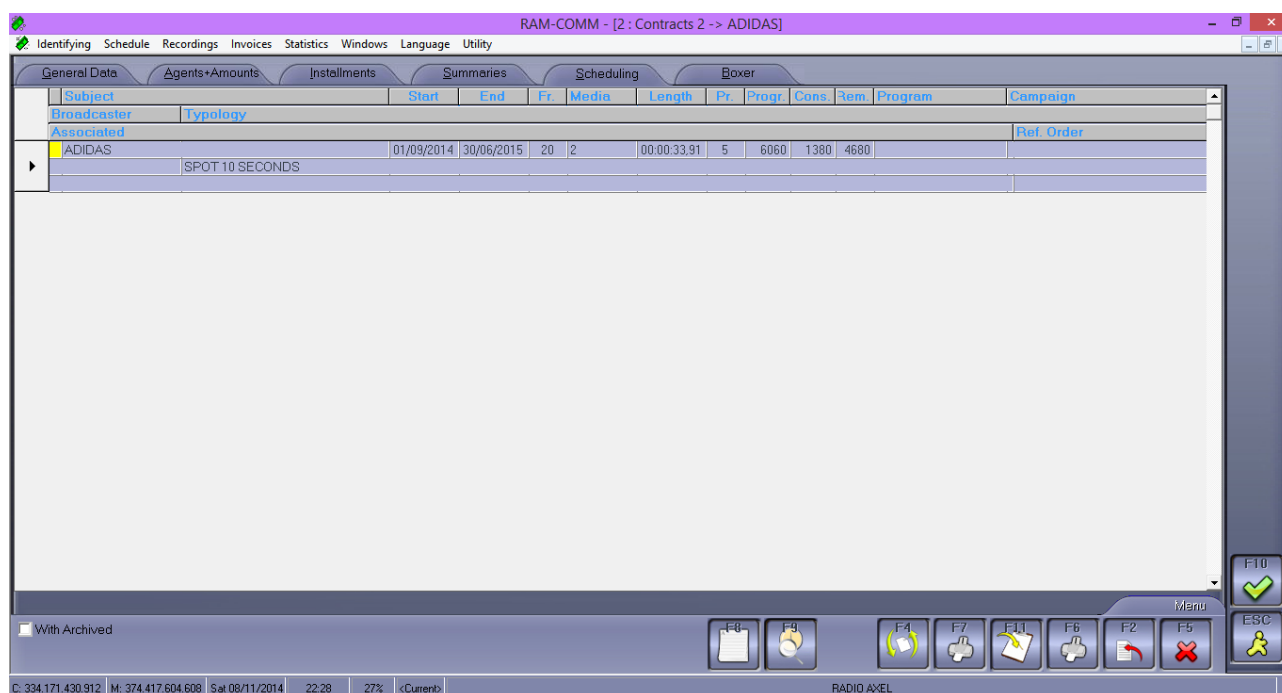 RAM-COMM - [2 : Contracts 2 -> ADIDAS]
Identifying Schedule Recordings Invoices Statistics Windows Language Utility
General Data Agents+Amounts Installments Summaries Scheduling Boxer
Subject Start End Fr. Media Length Pr. Progr. Cons. Rem. Program Campaign
Broadcaster Typology
Associated Ref. Order
ADIDAS 01/09/2014 30/06/2015 20 2 00:00:33,91 5 6060 1380 4680
SPOT 10 SECONDS
F10
Menu
With Archived
F8 F9 F4 F7 F11 F6 F2 F5 ESC
C: 334.171.430.912 M: 374.417.604.608 Sat 08/11/2014 22:28 27% <Current> RADIO AXEL